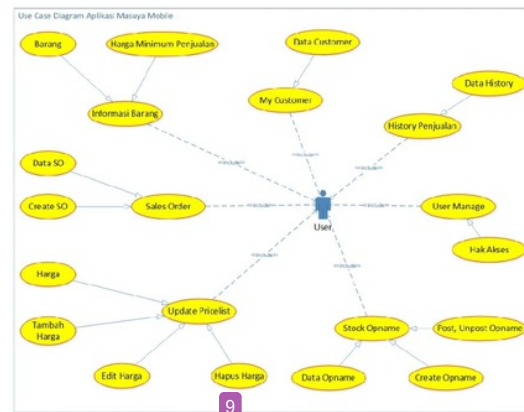 Use Case Diagram Aplikasi Masuya Mobile
Barang
Harga Minimum Penjualan
Informasi Barang
Data Customer
My Customer
Data History
History Penjualan
Data SO
Create SO
Sales Order
User
User Manage
Hak Akses
Harga
Tambah
Harga
Edit Harga
Hapus Harga
Update Pricelist
Stock Opname
Post, Unpost Opname
Data Opname
Create Opname
9